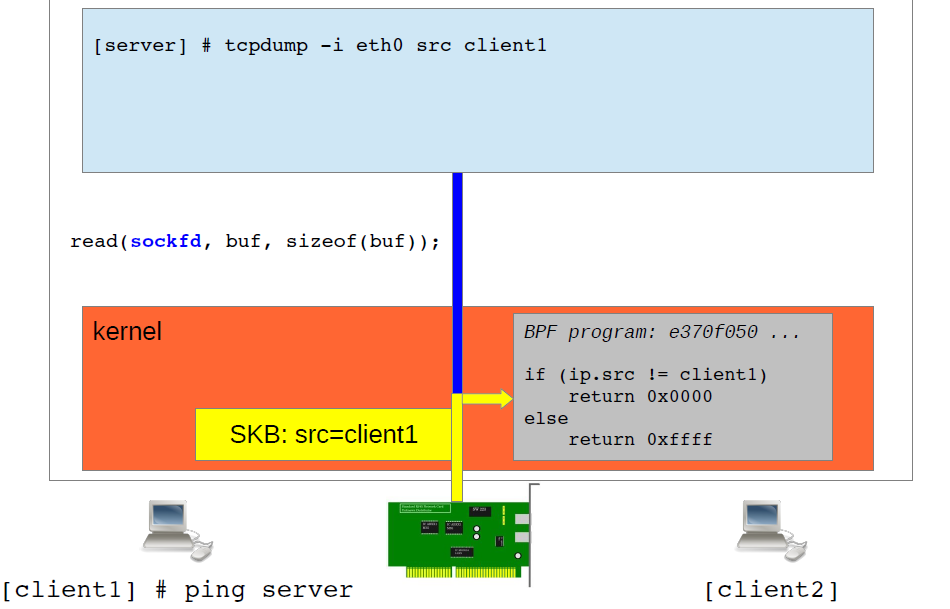 [server] # tcpdump -i eth0 src client1
read(sockfd, buf, sizeof(buf));
kernel
BPF program: e370f050 ...
if (ip.src != client1)
return 0x0000
else
return 0xffff
SKB: src=client1
[client1] # ping server
[client2]